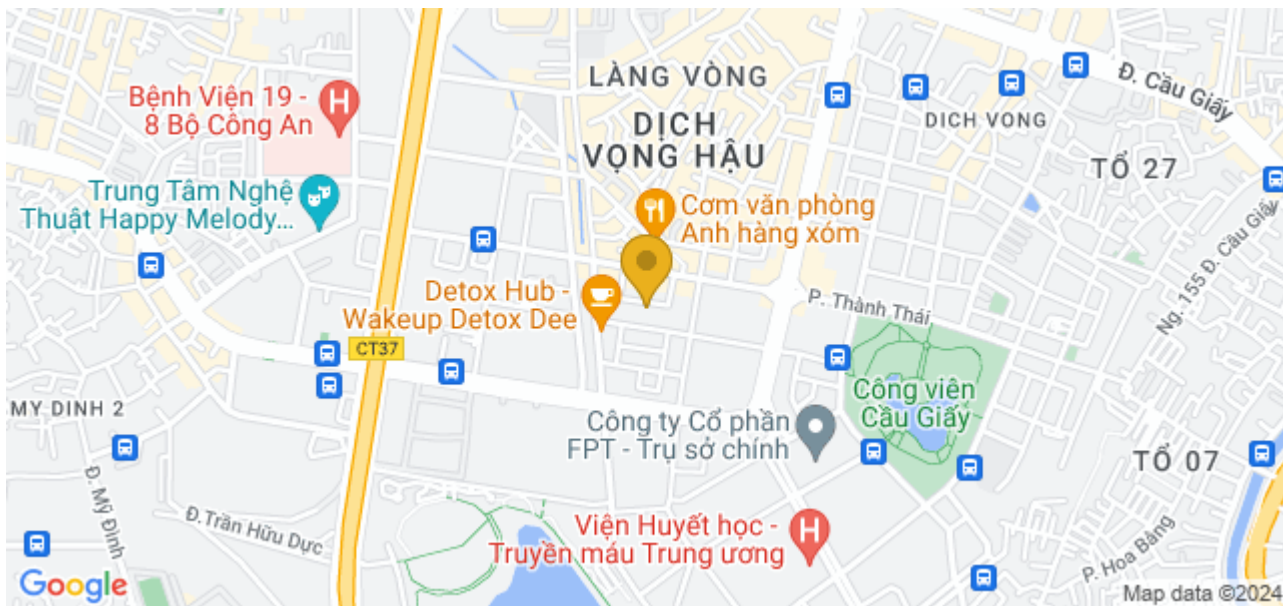 LÀNG VÒNG
DỊCH
VỌNG HẬU
Đ. Cầu Giấy
Bệnh Viện 19 -
8 Bộ Công An
H
DICH VONG
TỔ 27
Trung Tâm Nghệ
Thuật Happy Melody...
Cơm văn phòng
Anh hàng xóm
Ng. 155 Đ. Cầu Giấy
Detox Hub -
Wakeup Detox Dee
P. Thành Thái
CT37
MY DINH 2
Công viên
Cầu Giấy
Công ty Cổ phần
FPT - Trụ sở chính
TỔ 07
Đ. Mỹ Đình
Đ. Trần Hữu Dực
Viện Huyết học -
Truyền máu Trung ương
H
P. Hoa Bằng
Google
Map data ©2024